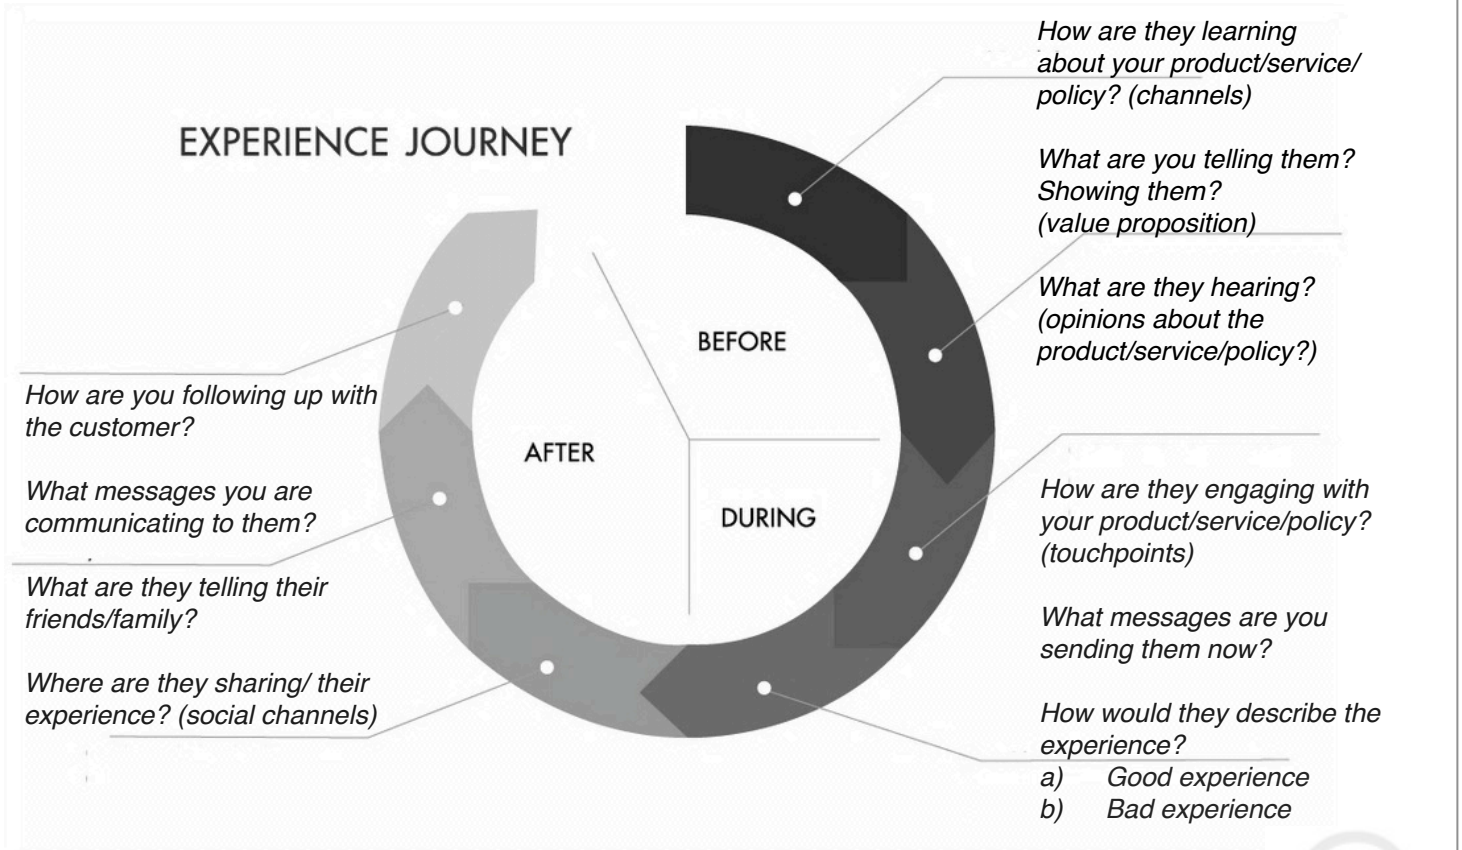 EXPERIENCE JOURNEY
How are they learning
about your product/service/
policy? (channels)
What are you telling them?
Showing them?
(value proposition)
What are they hearing?
(opinions about the
product/service/policy?)
BEFORE
AFTER
DURING
How are they engaging with
your product/service/policy?
(touchpoints)
What messages are you
sending them now?
How would they describe the
experience?
a) Good experience
b) Bad experience
How are you following up with
the customer?
What messages you are
communicating to them?
What are they telling their
friends/family?
Where are they sharing/ their
experience? (social channels)